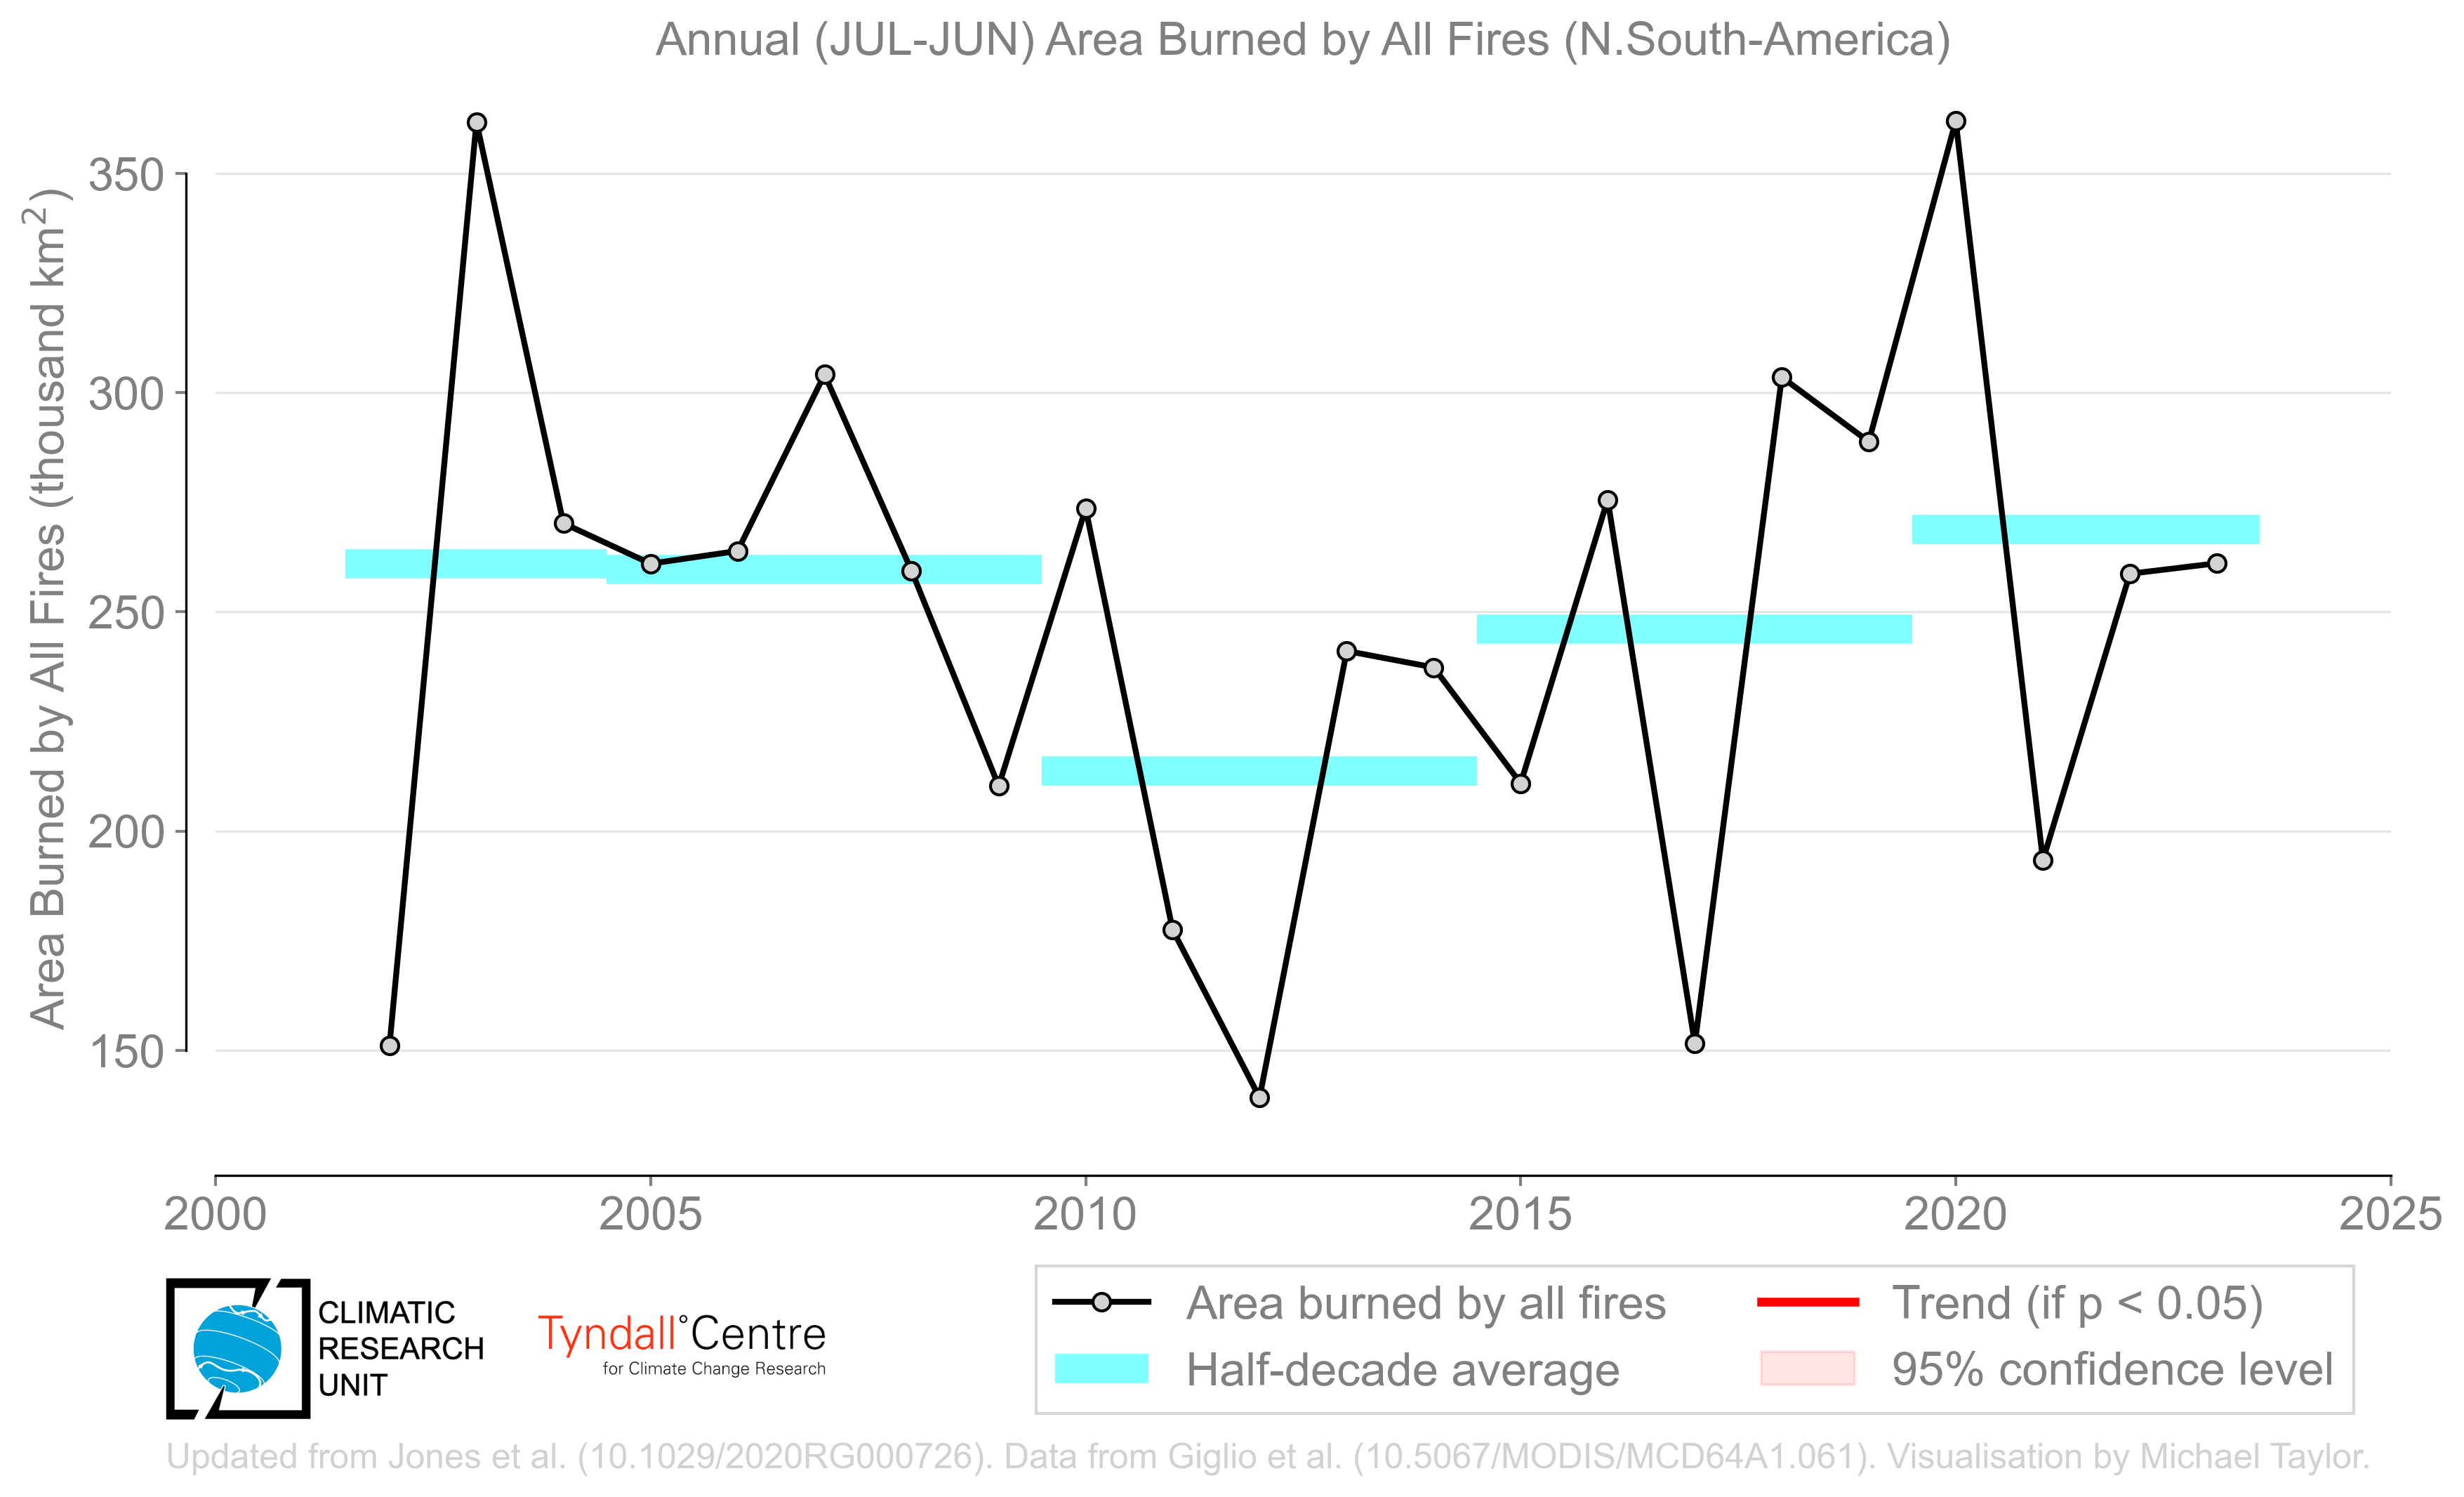 Annual (JUL-JUN) Area Burned by All Fires (N.South-America)
Area Burned by All Fires (thousand km²)
350
300
250
200
150
2000
2005
2010
2015
2020
2025
Area burned by all fires
Half-decade average
Trend (if p < 0.05)
95% confidence level
CLIMATIC
RESEARCH
UNIT
Tyndall°Centre
for Climate Change Research
Updated from Jones et al. (10.1029/2020RG000726). Data from Giglio et al. (10.5067/MODIS/MCD64A1.061). Visualisation by Michael Taylor.